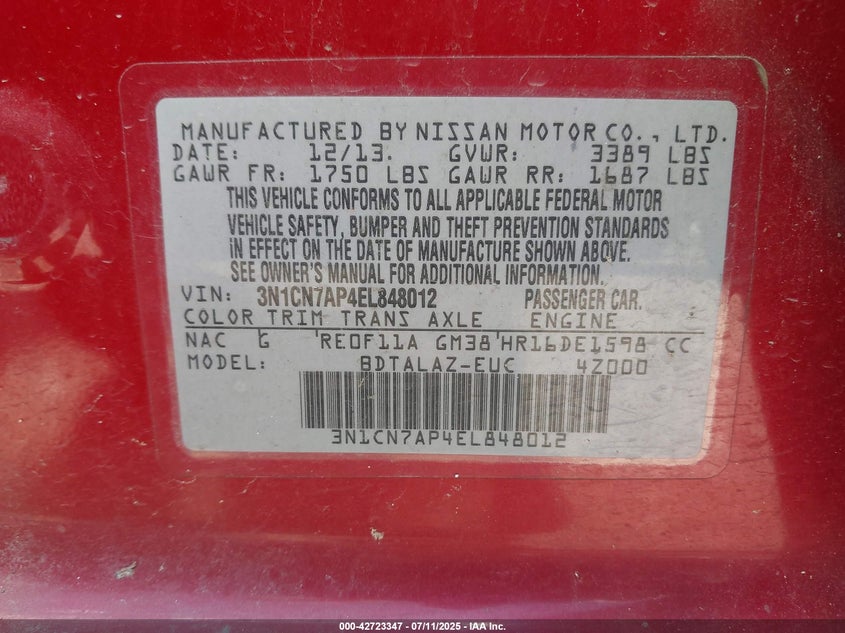 MANUFACTURED BY NISSAN MOTOR CO., LTD.
DATE: 12/13. GVWR: 3389 LBS
GAWR FR: 1750 LBS GAWR RR: 1687 LBS
THIS VEHICLE CONFORMS TO ALL APPLICABLE FEDERAL MOTOR
VEHICLE SAFETY, BUMPER AND THEFT PREVENTION STANDARDS
IN EFFECT ON THE DATE OF MANUFACTURE SHOWN ABOVE.
SEE OWNER'S MANUAL FOR ADDITIONAL INFORMATION.
VIN: 3N1CN7AP4EL848012 PASSENGER CAR.
COLOR TRIM TRANS AXLE ENGINE
NAC G RE0F11A GM38 HR16DE1598 CC
MODEL: BDTALAZ-EUC 4Z000
3N1CN7AP4EL848012
000-42723347 - 07/11/2025 - IAA, Inc.